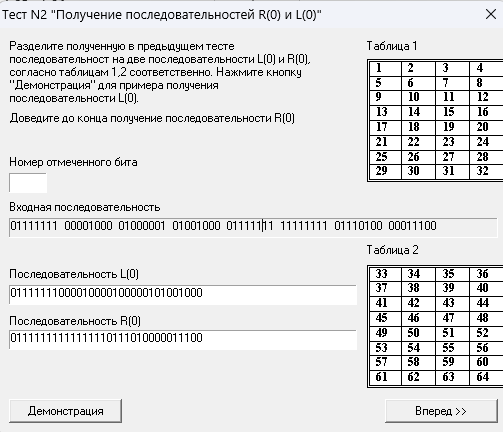 Тест N2 "Получение последовательностей R(0) и L(0)"
Разделите полученную в предыдущем тесте
последовательност на две последовательности L(0) и R(0),
согласно таблицам 1,2 соответственно. Нажмите кнопку
"Демонстрация" для примера получения
последовательности L(0).
Доведите до конца получение последовательности R(0)
Таблица 1
1 2 3 4
5 6 7 8
9 10 11 12
13 14 15 16
17 18 19 20
21 22 23 24
25 26 27 28
29 30 31 32
Номер отмеченного бита
Входная последовательность
01111111 00001000 01000001 01001000 01111111 11111111 01110100 00011100
Последовательность L(0)
01111111000010000100000101001000
Последовательность R(0)
01111111111111110111010000011100
Таблица 2
33 34 35 36
37 38 39 40
41 42 43 44
45 46 47 48
49 50 51 52
53 54 55 56
57 58 59 60
61 62 63 64
Демонстрация
Вперед >>